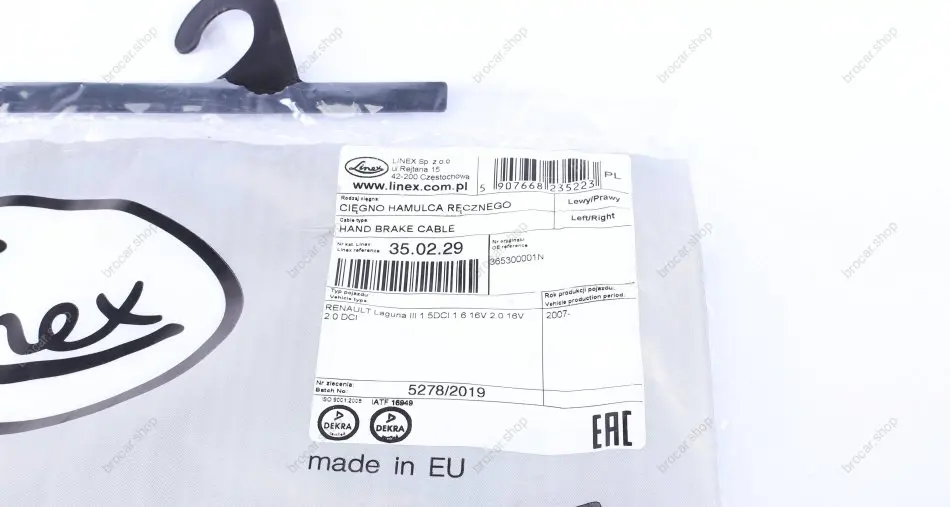 Linex
LINEX Sp. z o.o
ul Rejtana 15
42-200 Czestochowa
www.linex.com.pl
5 907668 235223
PL
Rodzaj cięgna:
CIĘGNO HAMULCA RĘCZNEGO
Lewy/Prawy
Cable type:
HAND BRAKE CABLE
Left/Right
Nr kat. Linex
Linex reference
35.02.29
Nr oryginału
OE reference
365300001N
Typ pojazdu:
Vehicle type:
Rok produkcji pojazdu:
Vehicle production period:
RENAULT Laguna III 1.5DCI 1.6 16V 2.0 16V
2.0 DCI
2007-
Nr zlecenia:
Batch No:
5278/2019
ISO 9001:2008
IATF 16949
DEKRA
DEKRA
EAC
made in EU
nex
brocar.shop